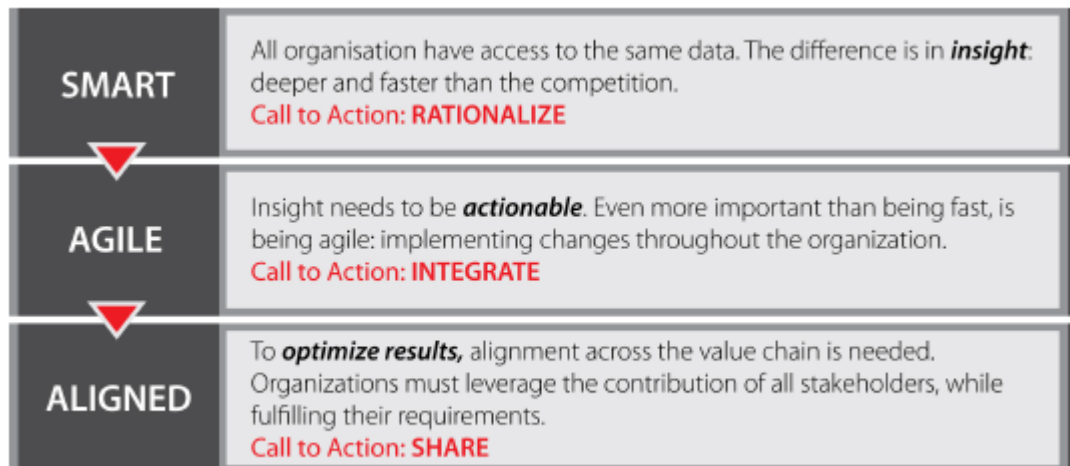 SMART
All organisation have access to the same data. The difference is in insight:
deeper and faster than the competition.
Call to Action: RATIONALIZE
AGILE
Insight needs to be actionable. Even more important than being fast, is
being agile: implementing changes throughout the organization.
Call to Action: INTEGRATE
ALIGNED
To optimize results, alignment across the value chain is needed.
Organizations must leverage the contribution of all stakeholders, while
fulfilling their requirements.
Call to Action: SHARE